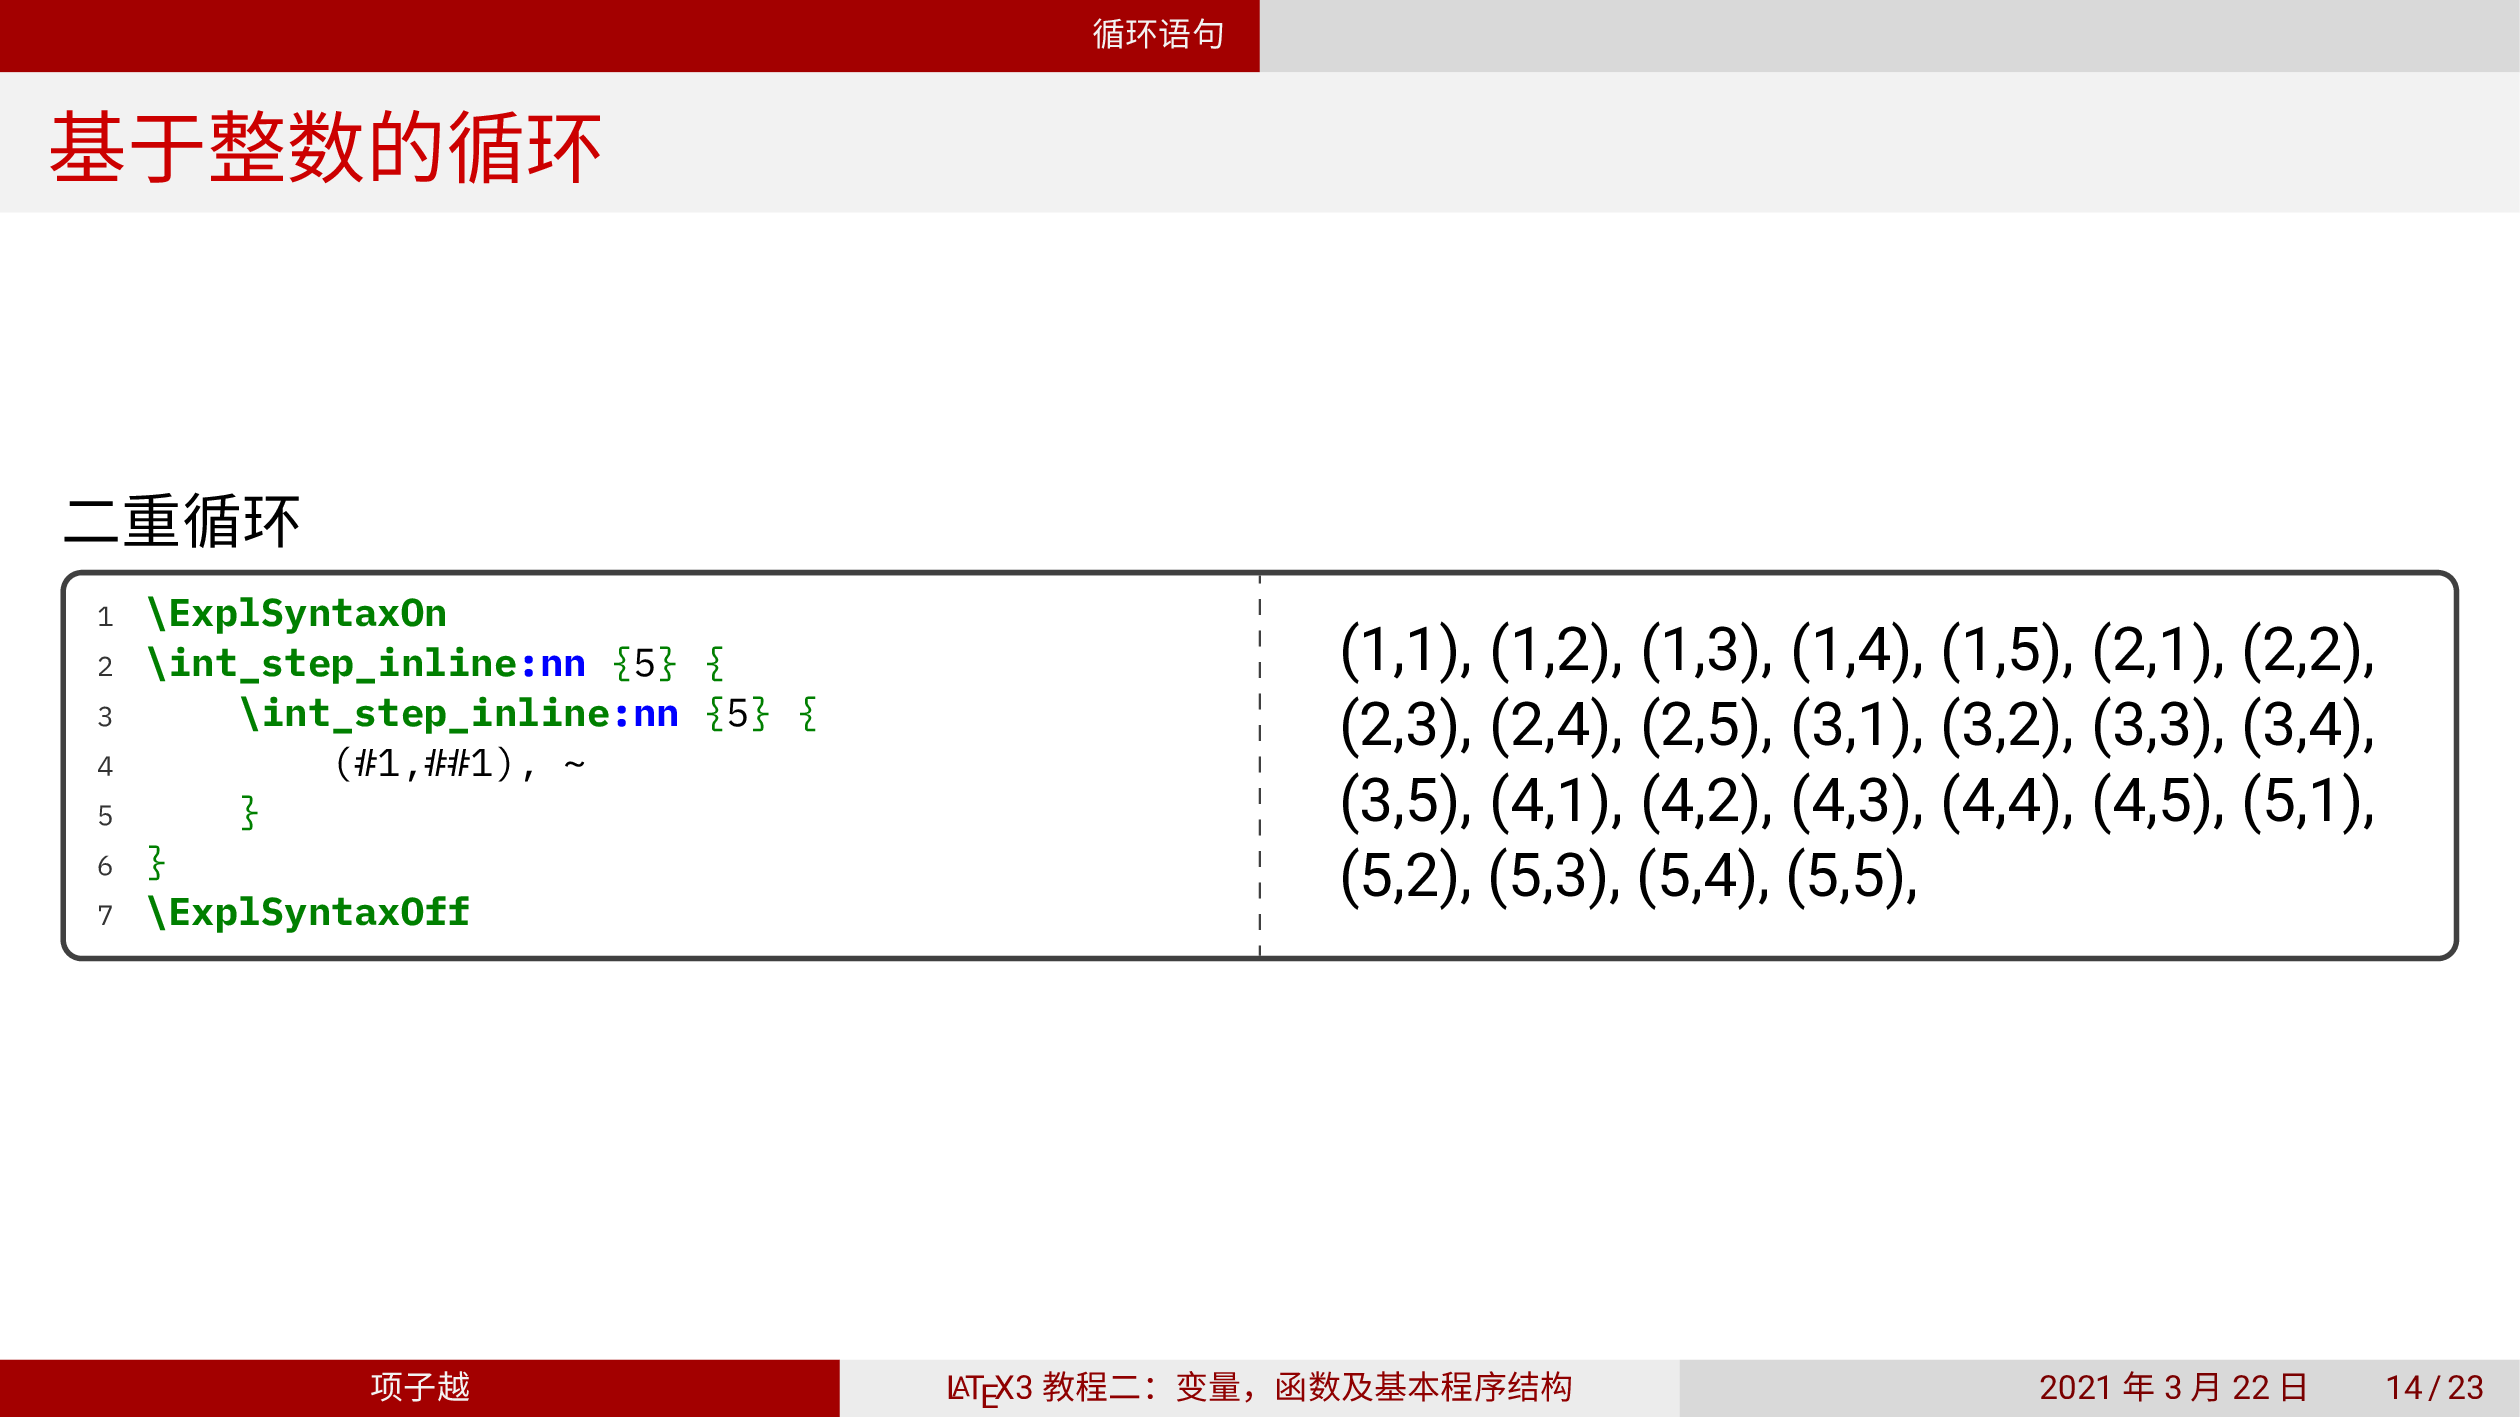 循环语句
基于整数的循环
二重循环
1 \ExplSyntaxOn
2 \int_step_inline:nn {5} {
3     \int_step_inline:nn {5} {
4         (#1,##1), ~
5     }
6 }
7 \ExplSyntaxOff
(1,1), (1,2), (1,3), (1,4), (1,5), (2,1), (2,2),
(2,3), (2,4), (2,5), (3,1), (3,2), (3,3), (3,4),
(3,5), (4,1), (4,2), (4,3), (4,4), (4,5), (5,1),
(5,2), (5,3), (5,4), (5,5),
项子越
LATEX3 教程二：变量，函数及基本程序结构
2021 年 3 月 22 日
14 / 23